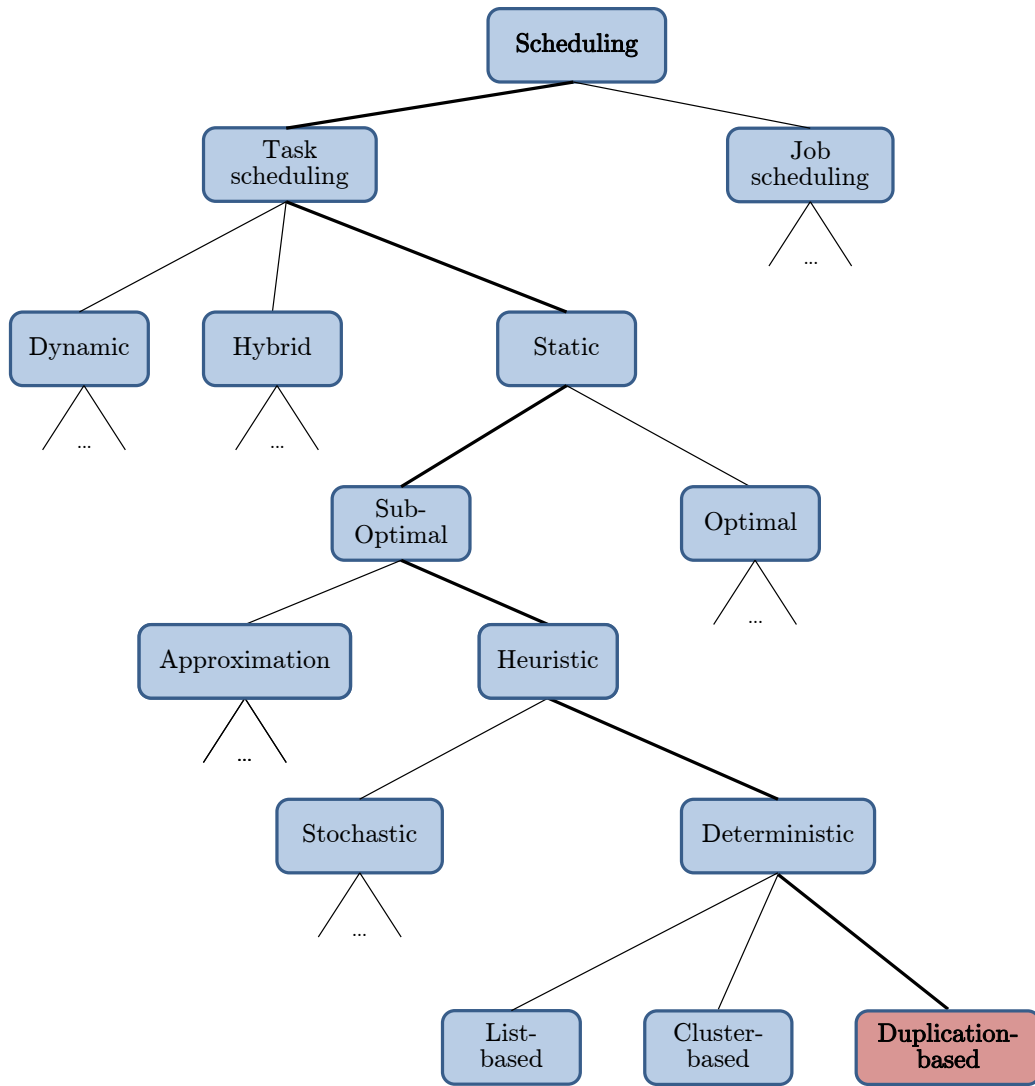 Scheduling
Task
scheduling
Job
scheduling
...
Dynamic
Hybrid
Static
...
...
Sub-
Optimal
Optimal
...
Approximation
Heuristic
...
Stochastic
Deterministic
...
List-
based
Cluster-
based
Duplication-
based